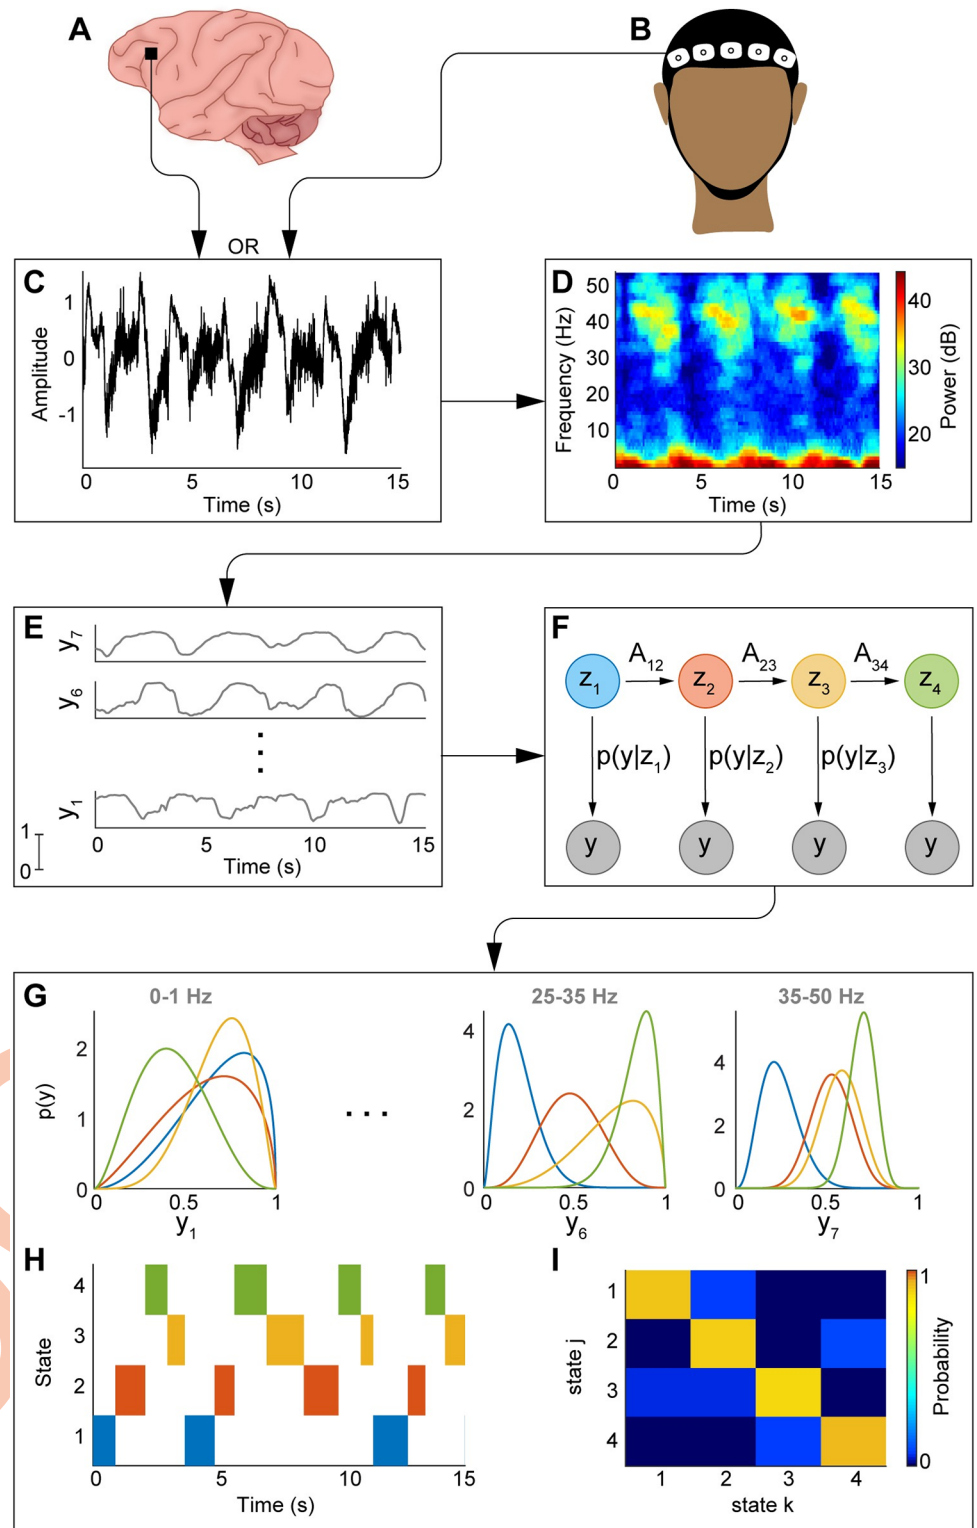 A
B
OR
C
1
0
-1
Amplitude
0
5
10
15
Time (s)
D
50
40
30
20
10
Frequency (Hz)
0
5
10
15
Time (s)
40
30
20
Power (dB)
E
y7
y6
y1
1
0
0
5
10
15
Time (s)
F
z1
A12
z2
A23
z3
A34
z4
p(y|z1)
p(y|z2)
p(y|z3)
y
y
y
y
G
0-1 Hz
25-35 Hz
35-50 Hz
2
1
0
p(y)
0
0.5
1
y1
...
4
2
0
0
0.5
1
y6
4
2
0
0
0.5
1
y7
H
4
3
2
1
State
0
5
10
15
Time (s)
I
1
2
3
4
state j
1
2
3
4
state k
1
0
Probability